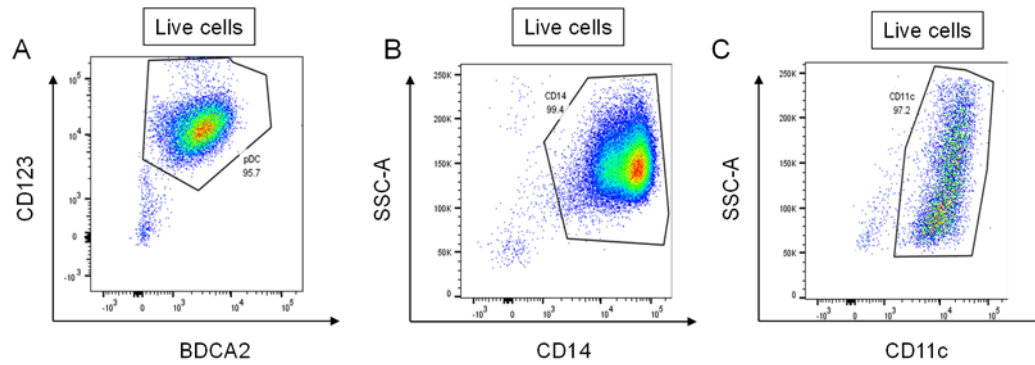 A
Live cells
CD123
10^5
10^4
10^3
0
-10^3
pDC
95.7
0
10^3
10^4
10^5
BDCA2
B
Live cells
SSC-A
250K
200K
150K
100K
50K
0
CD14
99.4
-10^3
0
10^3
10^4
10^5
CD14
C
Live cells
SSC-A
250K
200K
150K
100K
50K
0
CD11c
97.2
-10^3
0
10^3
10^4
10^5
CD11c